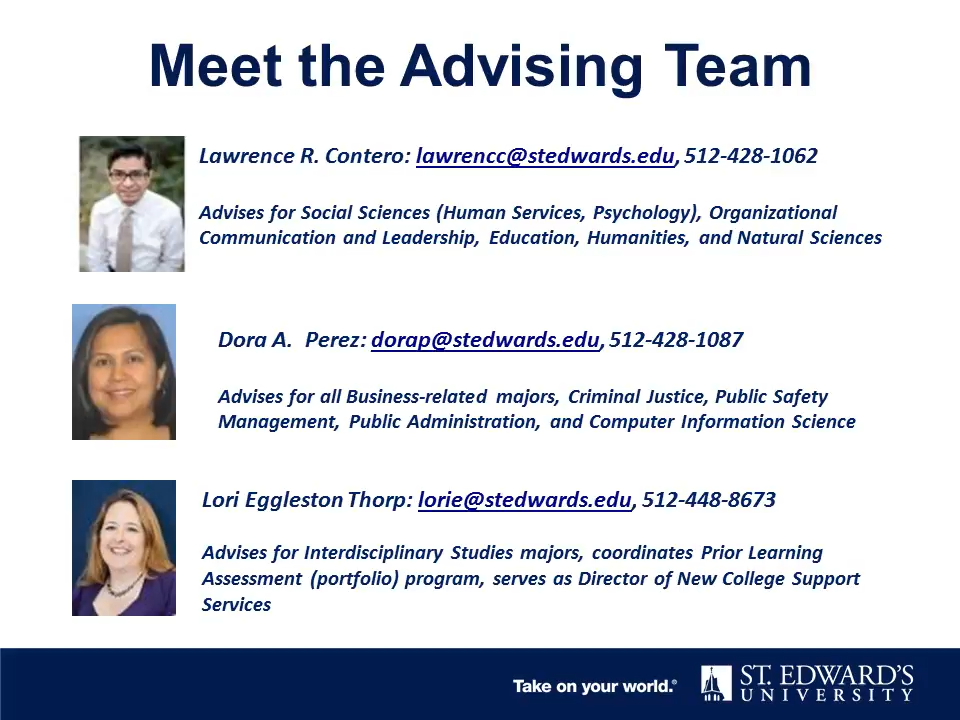 Meet the Advising Team
Lawrence R. Contero: lawrencc@stedwards.edu, 512-428-1062
Advises for Social Sciences (Human Services, Psychology), Organizational
Communication and Leadership, Education, Humanities, and Natural Sciences
Dora A. Perez: dorap@stedwards.edu, 512-428-1087
Advises for all Business-related majors, Criminal Justice, Public Safety
Management, Public Administration, and Computer Information Science
Lori Eggleston Thorp: lorie@stedwards.edu, 512-448-8673
Advises for Interdisciplinary Studies majors, coordinates Prior Learning
Assessment (portfolio) program, serves as Director of New College Support
Services
Take on your world.®
ST. EDWARD'S
UNIVERSITY